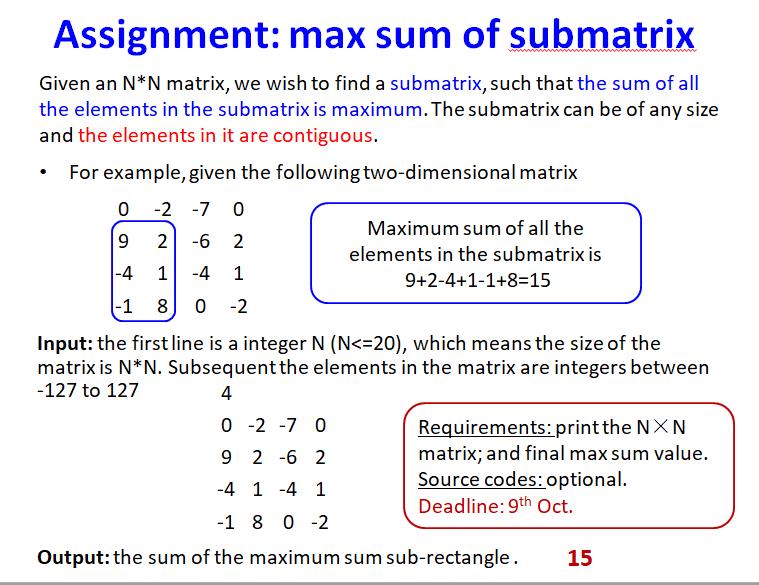 Assignment: max sum of submatrix
Given an N*N matrix, we wish to find a submatrix, such that the sum of all
the elements in the submatrix is maximum. The submatrix can be of any size
and the elements in it are contiguous.
• For example, given the following two-dimensional matrix
0 -2 -7 0
9 2 -6 2
-4 1 -4 1
-1 8 0 -2
Maximum sum of all the
elements in the submatrix is
9+2-4+1-1+8=15
Input: the first line is a integer N (N<=20), which means the size of the
matrix is N*N. Subsequent the elements in the matrix are integers between
-127 to 127
4
0 -2 -7 0
9 2 -6 2
-4 1 -4 1
-1 8 0 -2
Requirements: print the N×N
matrix; and final max sum value.
Source codes: optional.
Deadline: 9th Oct.
Output: the sum of the maximum sum sub-rectangle. 15